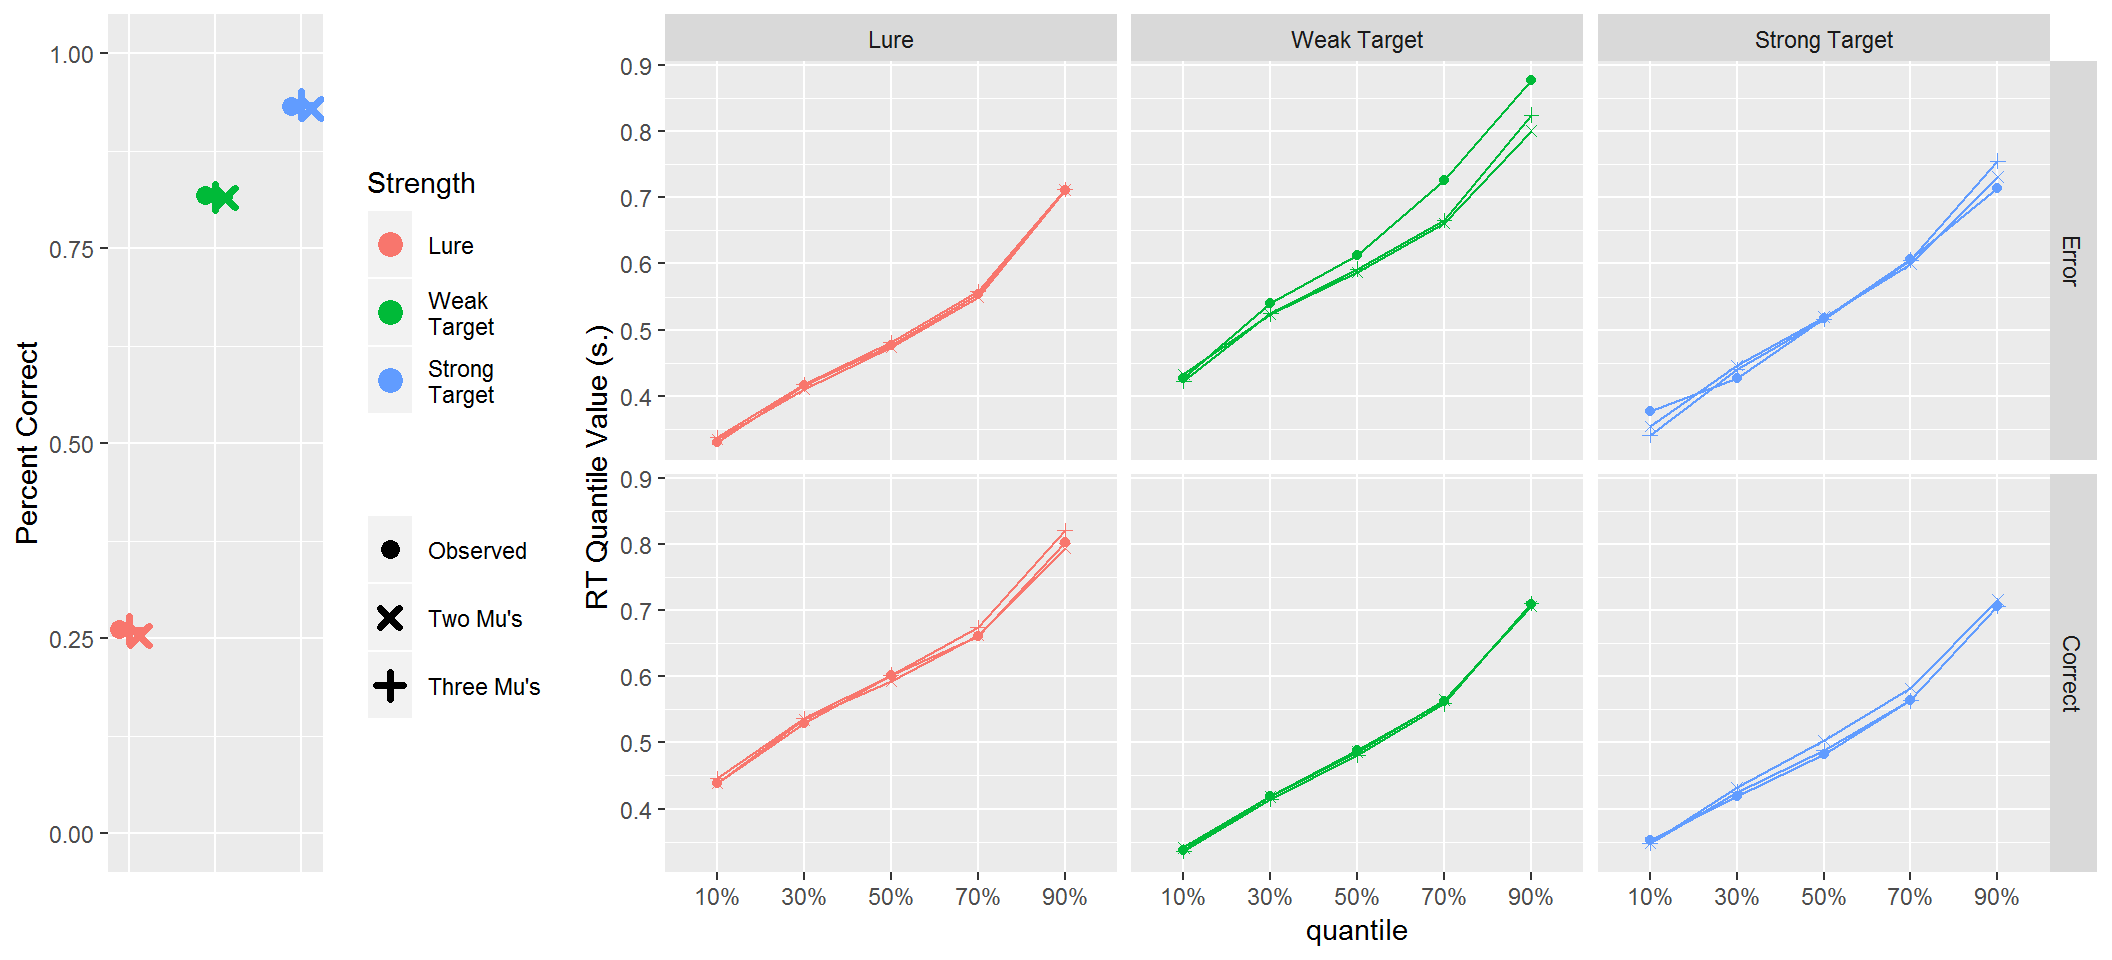 Percent Correct
1.00
0.75
0.50
0.25
0.00
Strength
Lure
Weak
Target
Strong
Target
Observed
Two Mu's
Three Mu's
RT Quantile Value (s.)
Lure
Weak Target
Strong Target
0.9
0.8
0.7
0.6
0.5
0.4
Error
0.9
0.8
0.7
0.6
0.5
0.4
Correct
10% 30% 50% 70% 90%
10% 30% 50% 70% 90%
10% 30% 50% 70% 90%
quantile